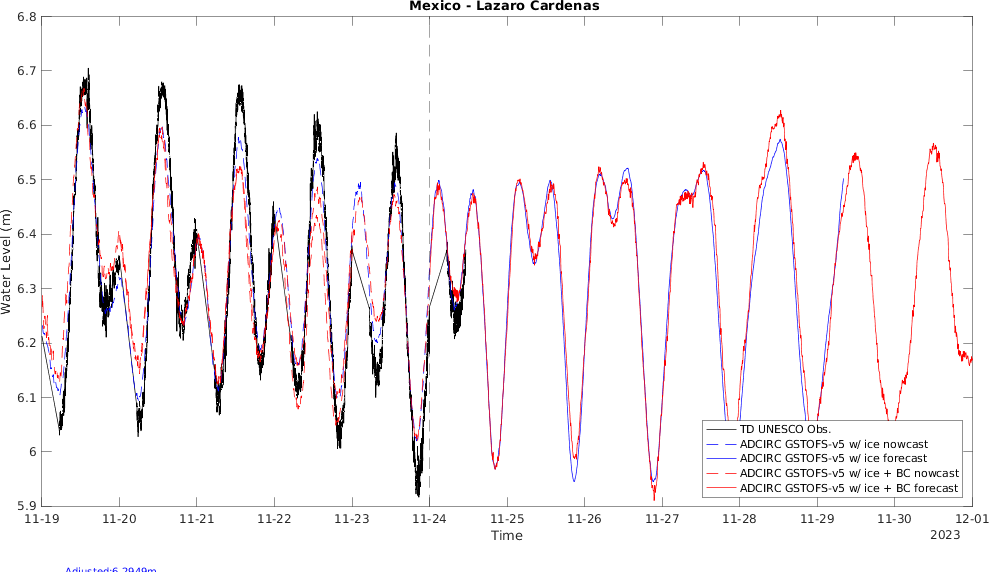 Mexico - Lazaro Cardenas
6.8
6.7
6.6
6.5
6.4
6.3
6.2
6.1
6
5.9
Water Level (m)
11-19
11-20
11-21
11-22
11-23
11-24
11-25
11-26
11-27
11-28
11-29
11-30
12-01
Time
2023
TD UNESCO Obs.
ADCIRC GSTOFS-v5 w/ ice nowcast
ADCIRC GSTOFS-v5 w/ ice forecast
ADCIRC GSTOFS-v5 w/ ice + BC nowcast
ADCIRC GSTOFS-v5 w/ ice + BC forecast
Adjusted:6.2949m